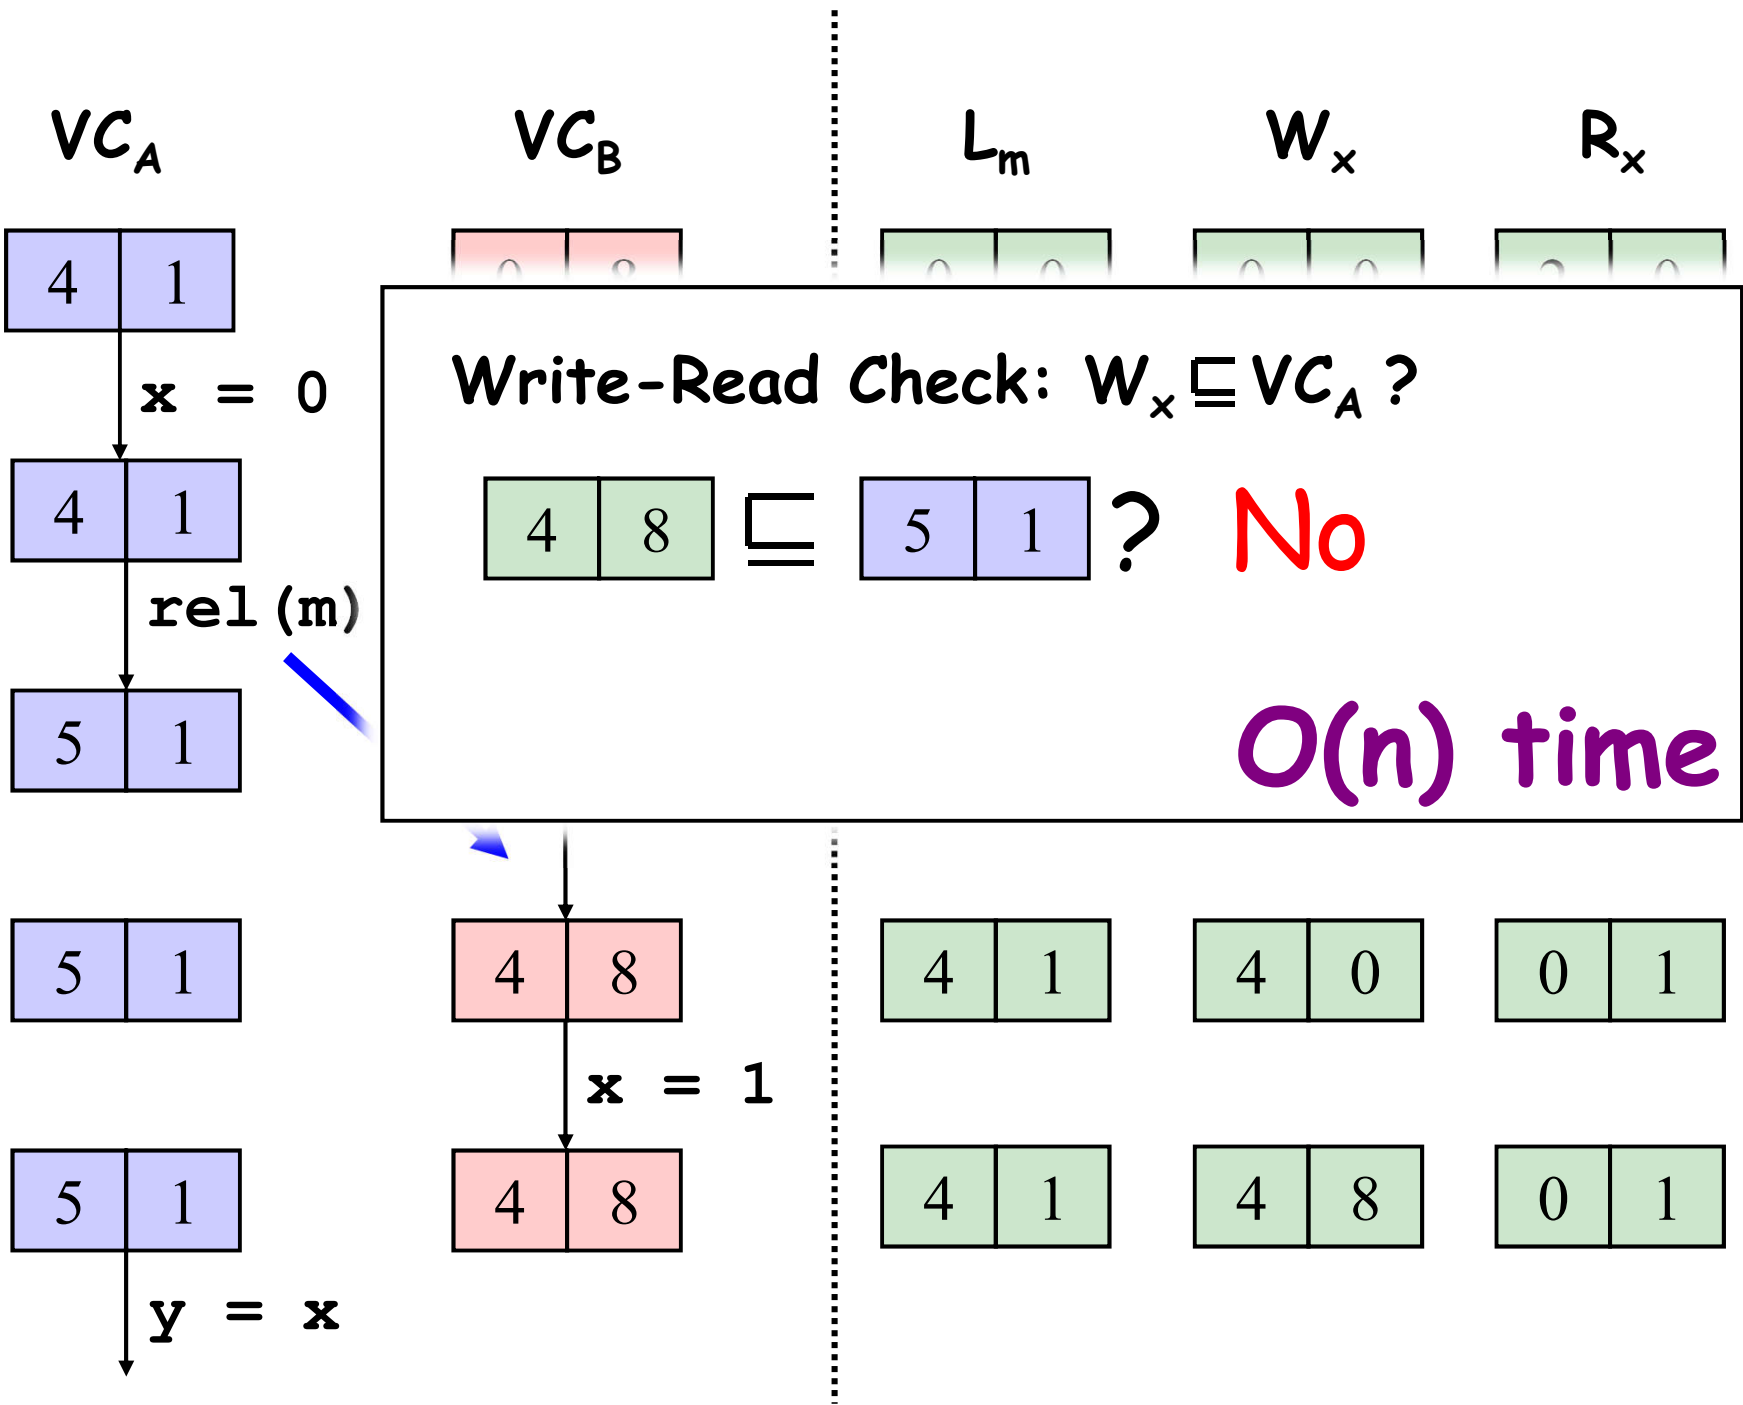 VCA VCB Lm Wx Rx
4 1
x = 0
Write-Read Check: Wx ⊑ VCA ?
4 1
4 8 ⊑ 5 1 ? No
rel(m)
5 1
O(n) time
5 1 4 8 4 1 4 0 0 1
x = 1
5 1 4 8 4 1 4 8 0 1
y = x